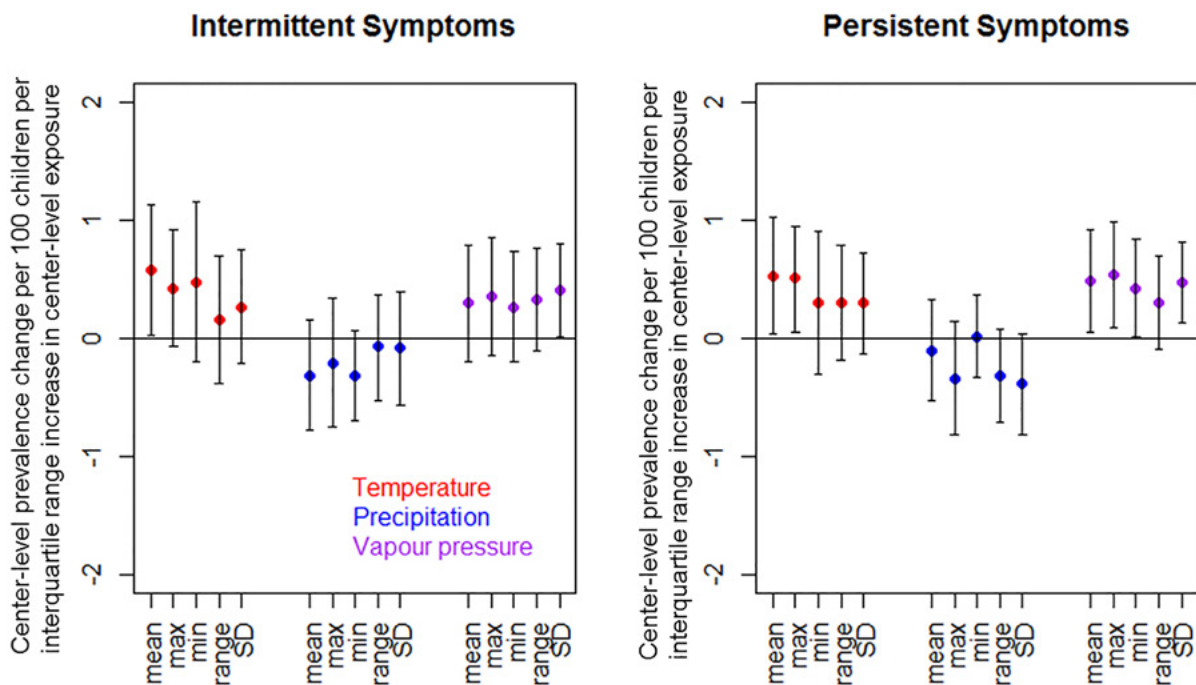 Intermittent Symptoms
Center-level prevalence change per 100 children per
interquartile range increase in center-level exposure
2
1
0
-1
-2
Temperature
Precipitation
Vapour pressure
mean
max
min
range
SD
mean
max
min
range
SD
mean
max
min
range
SD
Persistent Symptoms
Center-level prevalence change per 100 children per
interquartile range increase in center-level exposure
2
1
0
-1
-2
mean
max
min
range
SD
mean
max
min
range
SD
mean
max
min
range
SD